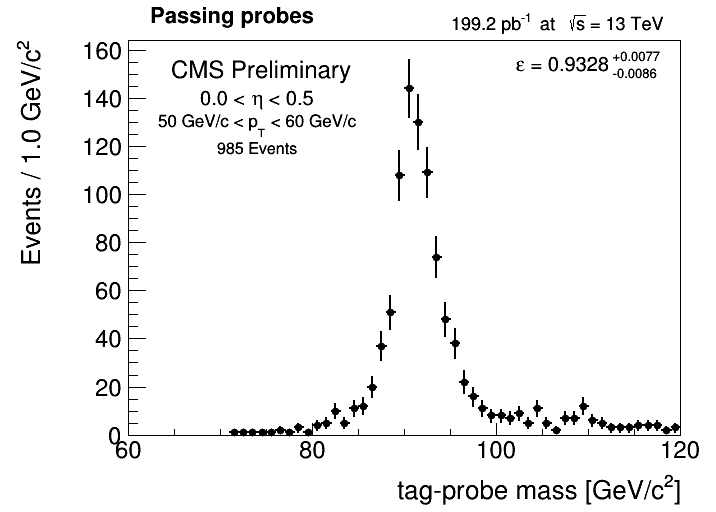 Passing probes
199.2 pb⁻¹ at √s = 13 TeV
CMS Preliminary
0.0 < η < 0.5
50 GeV/c < p_T < 60 GeV/c
985 Events
ε = 0.9328 +0.0077 -0.0086
Events / 1.0 GeV/c²
160
140
120
100
80
60
40
20
0
60 80 100 120
tag-probe mass [GeV/c²]